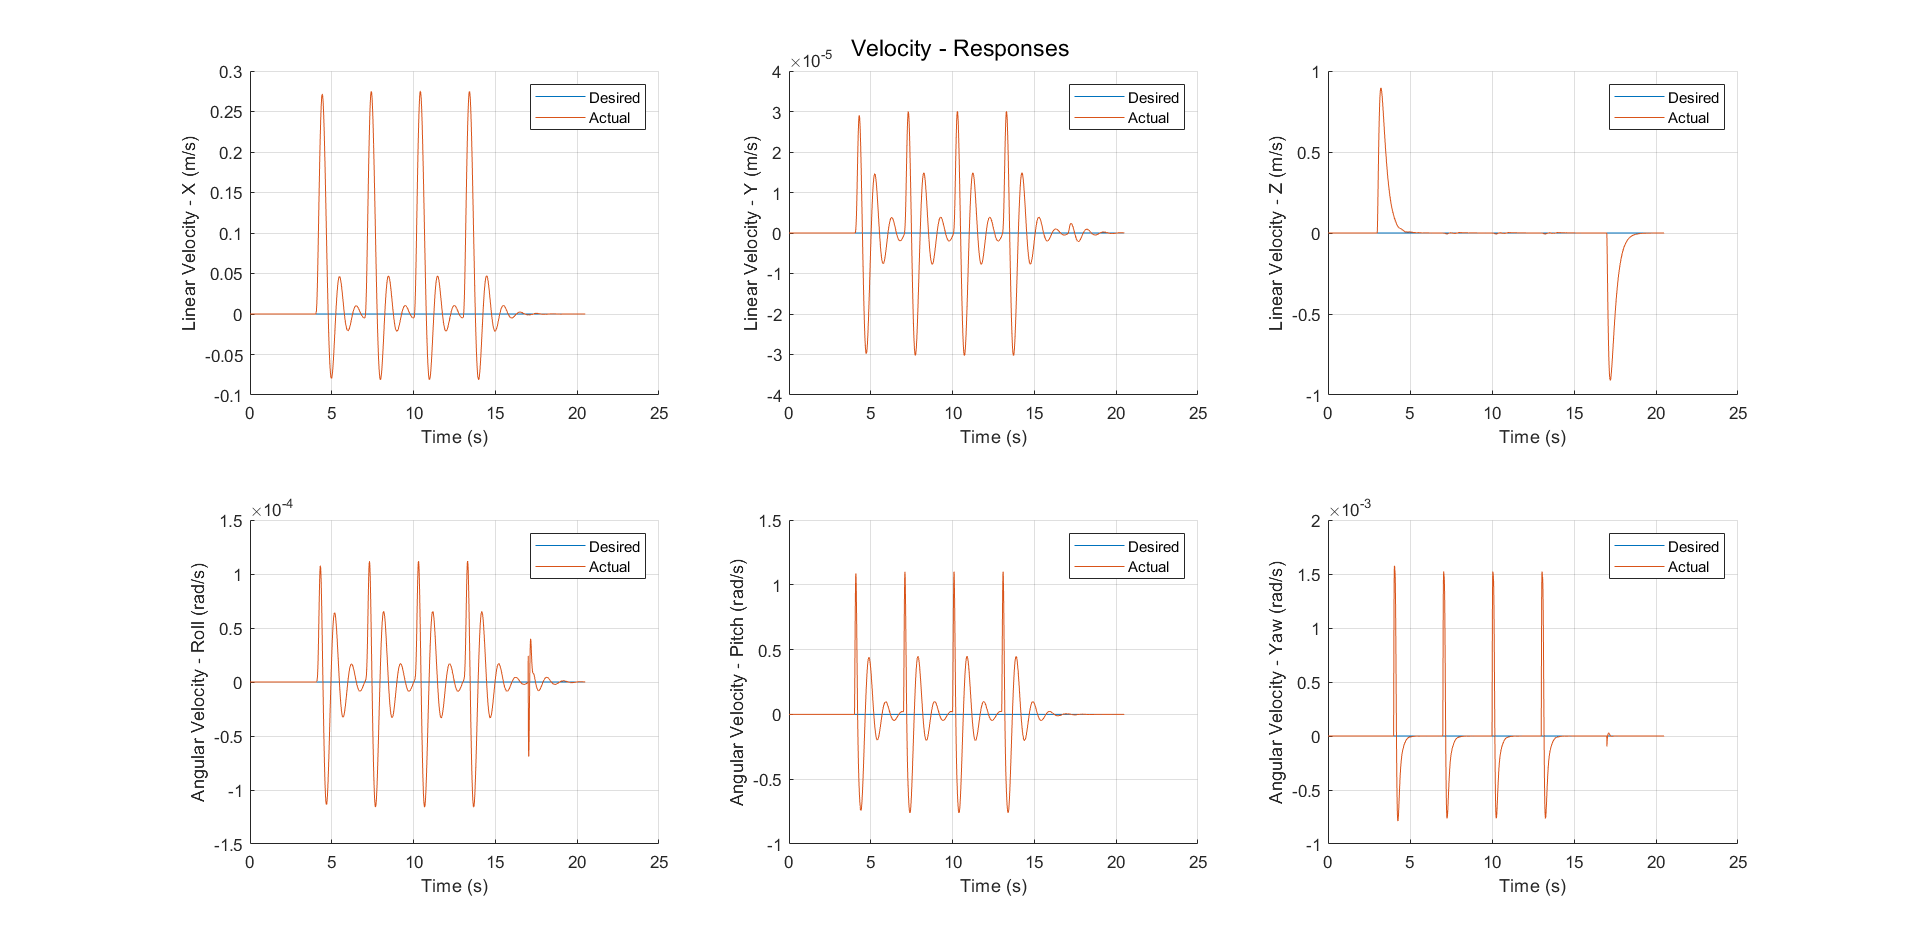 Velocity - Responses
0.3
0.25
0.2
0.15
0.1
0.05
0
-0.05
-0.1
Linear Velocity - X (m/s)
Desired
Actual
0 5 10 15 20 25
Time (s)
×10-5
4
3
2
1
0
-1
-2
-3
-4
Linear Velocity - Y (m/s)
Desired
Actual
0 5 10 15 20 25
Time (s)
1
0.5
0
-0.5
-1
Linear Velocity - Z (m/s)
Desired
Actual
0 5 10 15 20 25
Time (s)
×10-4
1.5
1
0.5
0
-0.5
-1
-1.5
Angular Velocity - Roll (rad/s)
Desired
Actual
0 5 10 15 20 25
Time (s)
1.5
1
0.5
0
-0.5
-1
Angular Velocity - Pitch (rad/s)
Desired
Actual
0 5 10 15 20 25
Time (s)
×10-3
2
1.5
1
0.5
0
-0.5
-1
Angular Velocity - Yaw (rad/s)
Desired
Actual
0 5 10 15 20 25
Time (s)